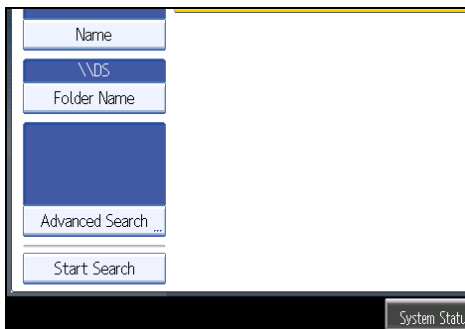 Name
\\DS
Folder Name
Advanced Search ...
Start Search
System Statu